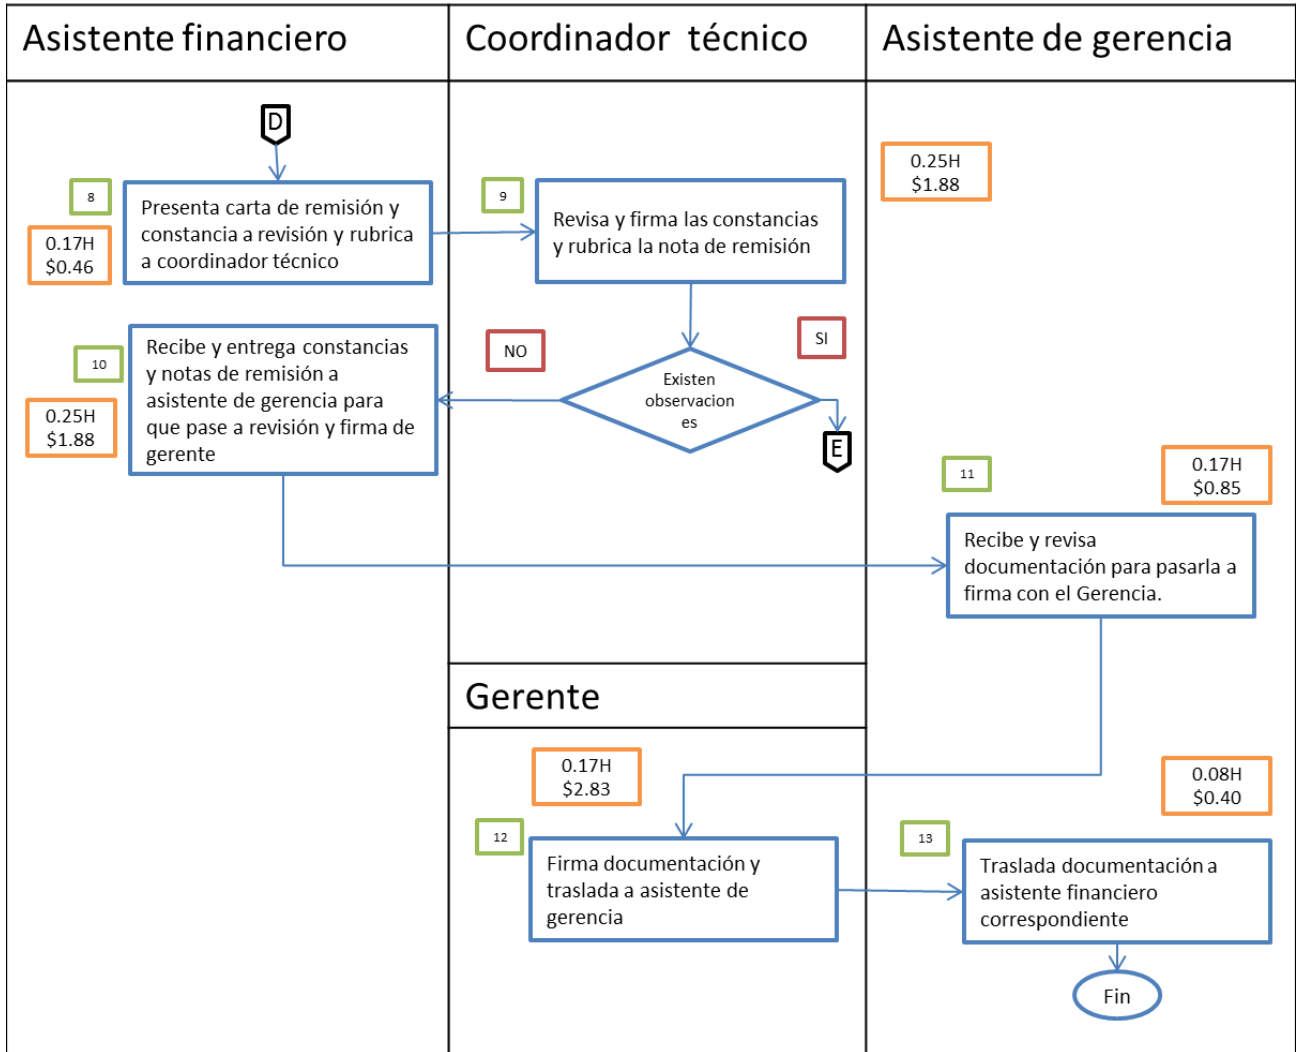 Asistente financiero
Coordinador técnico
Asistente de gerencia
D
8
0.17H
$0.46
Presenta carta de remisión y
constancia a revisión y rubrica
a coordinador técnico
9
Revisa y firma las constancias
y rubrica la nota de remisión
0.25H
$1.88
10
0.25H
$1.88
Recibe y entrega constancias
y notas de remisión a
asistente de gerencia para
que pase a revisión y firma de
gerente
NO
SI
Existen
observacion
es
E
11
0.17H
$0.85
Recibe y revisa
documentación para pasarla a
firma con el Gerencia.
Gerente
0.17H
$2.83
12
Firma documentación y
traslada a asistente de
gerencia
0.08H
$0.40
13
Traslada documentación a
asistente financiero
correspondiente
Fin